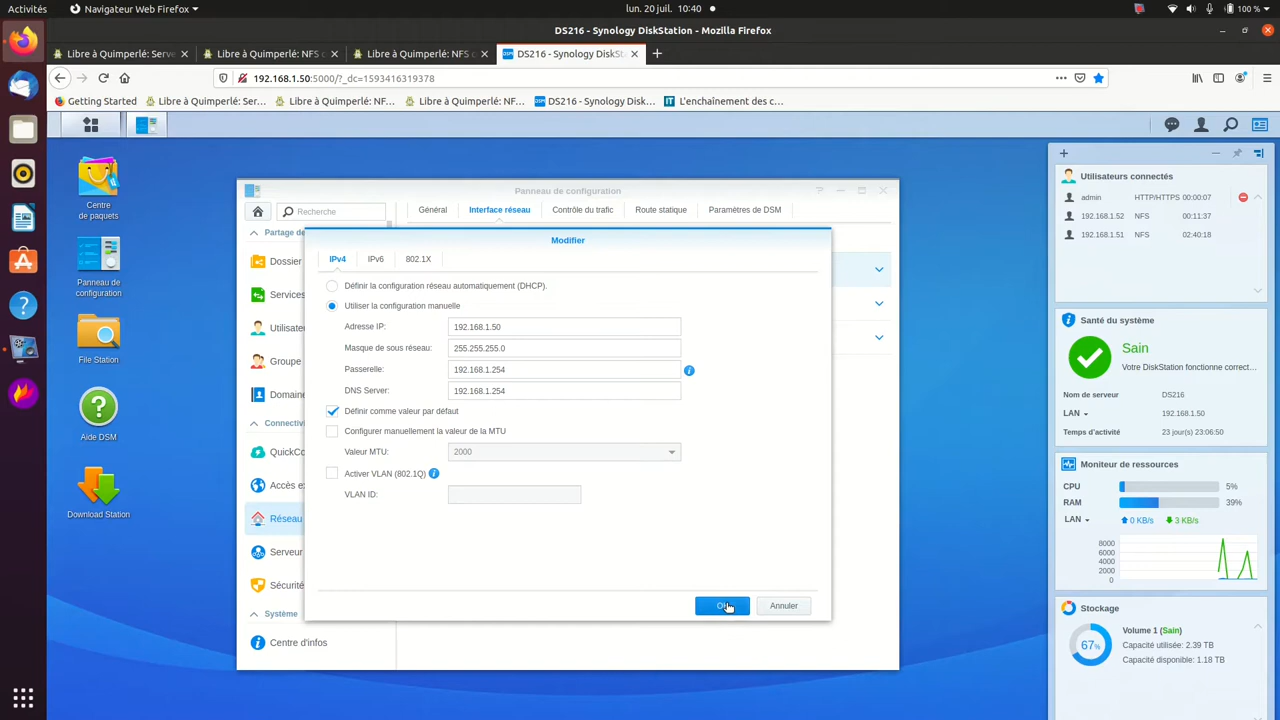 Activités
Navigateur Web Firefox
lun. 20 juil. 10:40
100 %
DS216 - Synology DiskStation - Mozilla Firefox
Libre à Quimperlé: Serve
Libre à Quimperlé: NFS c
Libre à Quimperlé: NFS c
DS216 - Synology DiskSta
192.168.1.50:5000/?_dc=1593416319378
Getting Started
Libre à Quimperlé: Ser…
Libre à Quimperlé: NF…
Libre à Quimperlé: NF…
DS216 - Synology Disk…
L'enchaînement des c…
Centre
de paquets
Panneau de
configuration
File Station
Aide DSM
Download Station
Panneau de configuration
Recherche
Général
Interface réseau
Contrôle du trafic
Route statique
Paramètres de DSM
Partage de
Dossier
Services
Utilisateu
Groupe
Domaine
Connectivi
QuickCo
Accès ex
Réseau
Serveur
Sécurité
Système
Centre d'infos
Modifier
IPv4
IPv6
802.1X
Définir la configuration réseau automatiquement (DHCP).
Utiliser la configuration manuelle
Adresse IP: 192.168.1.50
Masque de sous réseau: 255.255.255.0
Passerelle: 192.168.1.254
DNS Server: 192.168.1.254
Définir comme valeur par défaut
Configurer manuellement la valeur de la MTU
Valeur MTU: 2000
Activer VLAN (802.1Q)
VLAN ID:
OK
Annuler
Utilisateurs connectés
admin HTTP/HTTPS 00:00:07
192.168.1.52 NFS 00:11:37
192.168.1.51 NFS 02:40:18
Santé du système
Sain
Votre DiskStation fonctionne correct…
Nom de serveur DS216
LAN 192.168.1.50
Temps d'activité 23 jour(s) 23:06:50
Moniteur de ressources
CPU 5%
RAM 39%
LAN 0 KB/s 3 KB/s
8000
6000
4000
2000
0
Stockage
67%
Volume 1 (Sain)
Capacité utilisée: 2.39 TB
Capacité disponible: 1.18 TB